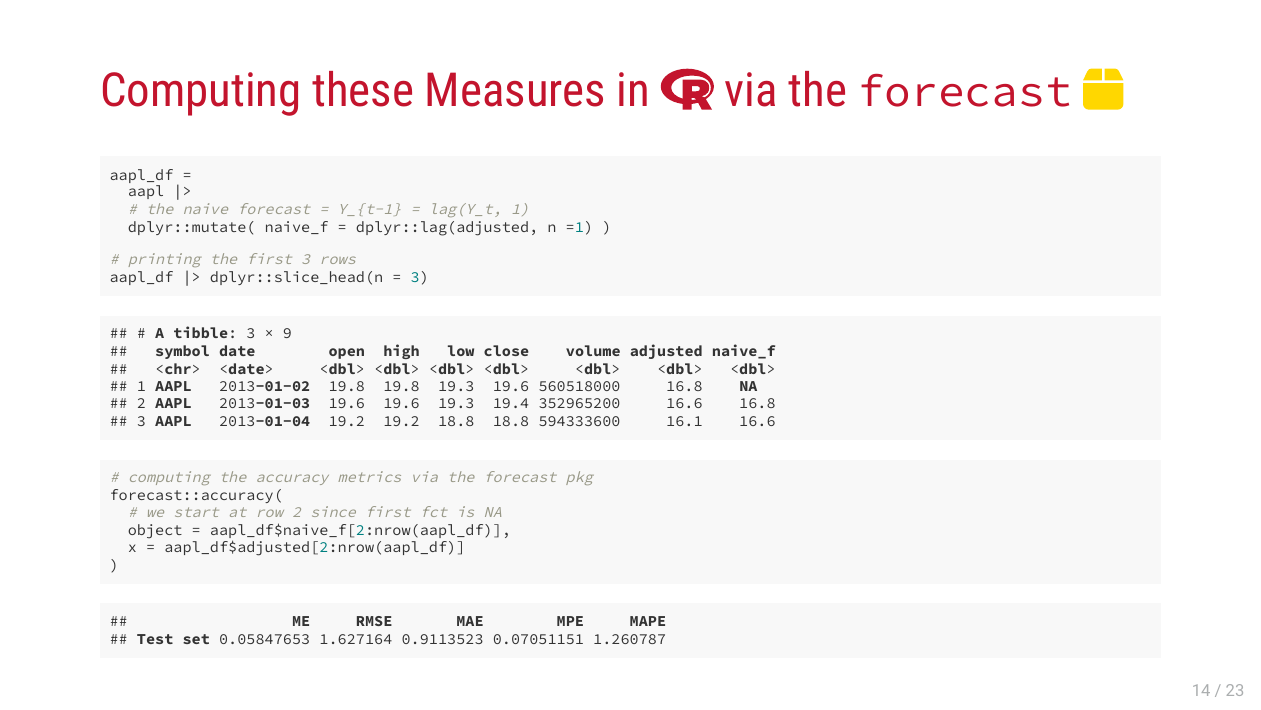 Computing these Measures in R via the forecast
aapl_df =
  aapl |>
  # the naive forecast = Y_{t-1} = lag(Y_t, 1)
  dplyr::mutate( naive_f = dplyr::lag(adjusted, n =1) )
# printing the first 3 rows
aapl_df |> dplyr::slice_head(n = 3)
## # A tibble: 3 × 9
##   symbol date        open  high   low close    volume adjusted naive_f
##   <chr>  <date>     <dbl> <dbl> <dbl> <dbl>     <dbl>    <dbl>   <dbl>
## 1 AAPL   2013-01-02  19.8  19.8  19.3  19.6 560518000     16.8    NA
## 2 AAPL   2013-01-03  19.6  19.6  19.3  19.4 352965200     16.6    16.8
## 3 AAPL   2013-01-04  19.2  19.2  18.8  18.8 594333600     16.1    16.6
# computing the accuracy metrics via the forecast pkg
forecast::accuracy(
  # we start at row 2 since first fct is NA
  object = aapl_df$naive_f[2:nrow(aapl_df)],
  x = aapl_df$adjusted[2:nrow(aapl_df)]
)
##                  ME     RMSE       MAE        MPE     MAPE
## Test set 0.05847653 1.627164 0.9113523 0.07051151 1.260787
14 / 23